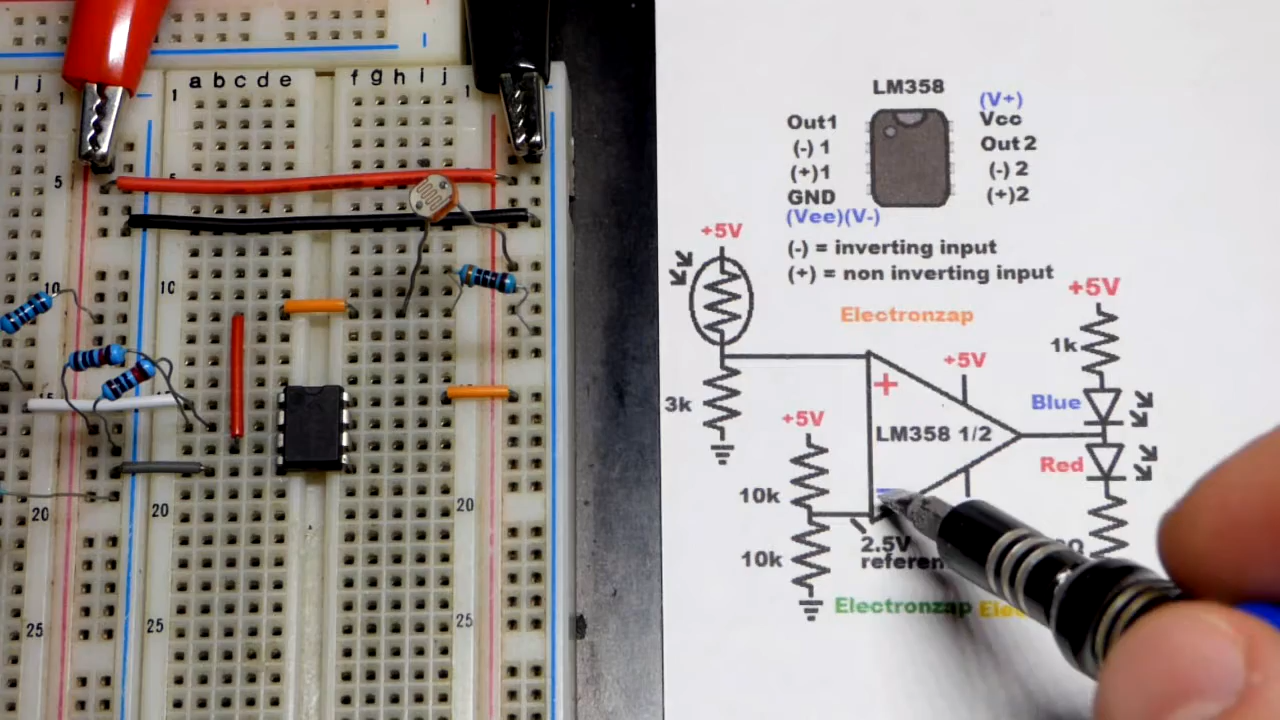 i j 1 a b c d e 1 f g h i j 1
5 5
10 10
20 20 20
25 25 25
LM358
Out1
(-) 1
(+)1
GND
(Vee)(V-)
(V+)
Vcc
Out 2
(-) 2
(+)2
(-) = inverting input
(+) = non inverting input
+5V
Electronzap
+5V
1k
+5V
Blue
+
3k
+5V
LM358 1/2
Red
10k
2.5V
10k
Electronzap